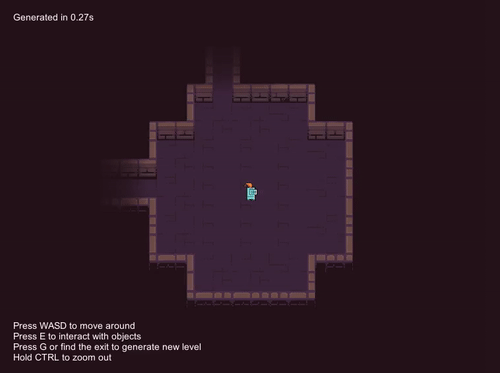 Generated in 0.27s
Press WASD to move around
Press E to interact with objects
Press G or find the exit to generate new level
Hold CTRL to zoom out